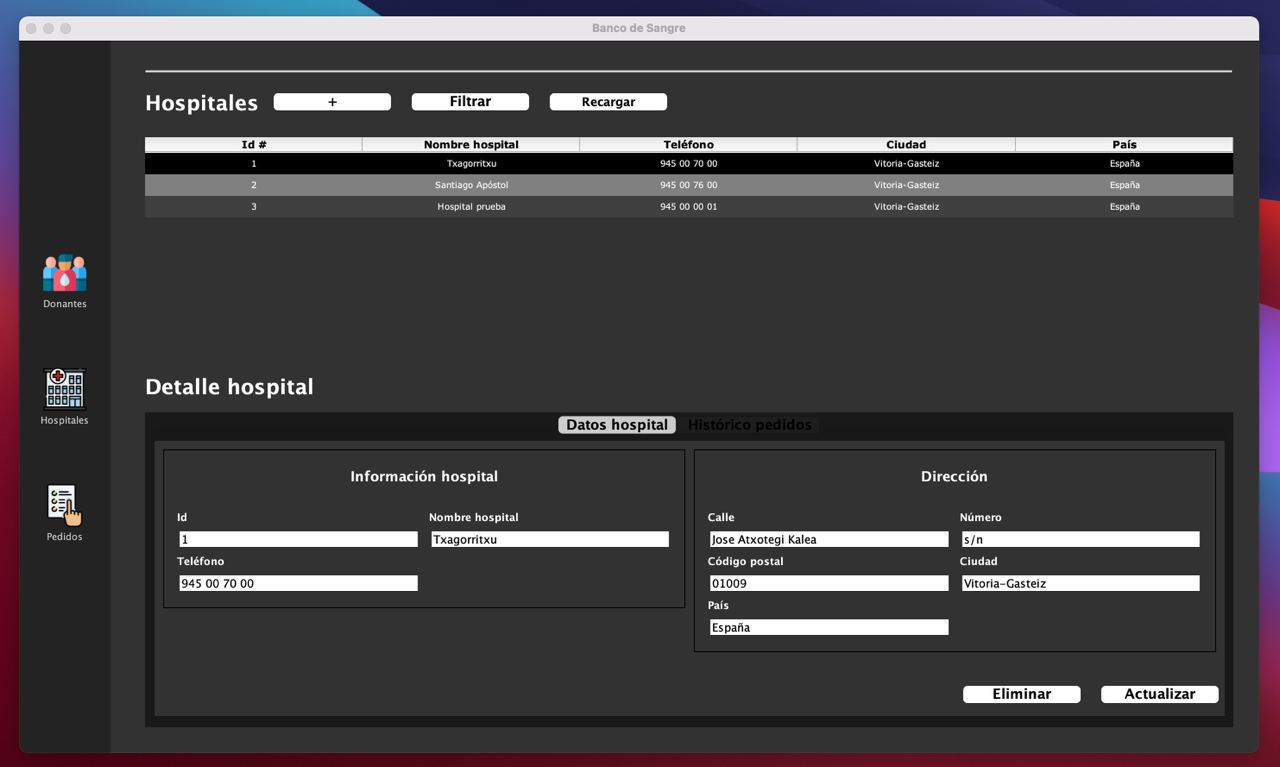 Banco de Sangre
Hospitales + Filtrar Recargar
Id # Nombre hospital Teléfono Ciudad País
1 Txagorritxu 945 00 70 00 Vitoria-Gasteiz España
2 Santiago Apóstol 945 00 76 00 Vitoria-Gasteiz España
3 Hospital prueba 945 00 00 01 Vitoria-Gasteiz España
Donantes
Hospitales
Pedidos
Detalle hospital
Datos hospital Histórico pedidos
Información hospital
Id Nombre hospital
1 Txagorritxu
Teléfono
945 00 70 00
Dirección
Calle Número
Jose Atxotegi Kalea s/n
Código postal Ciudad
01009 Vitoria-Gasteiz
País
España
Eliminar Actualizar